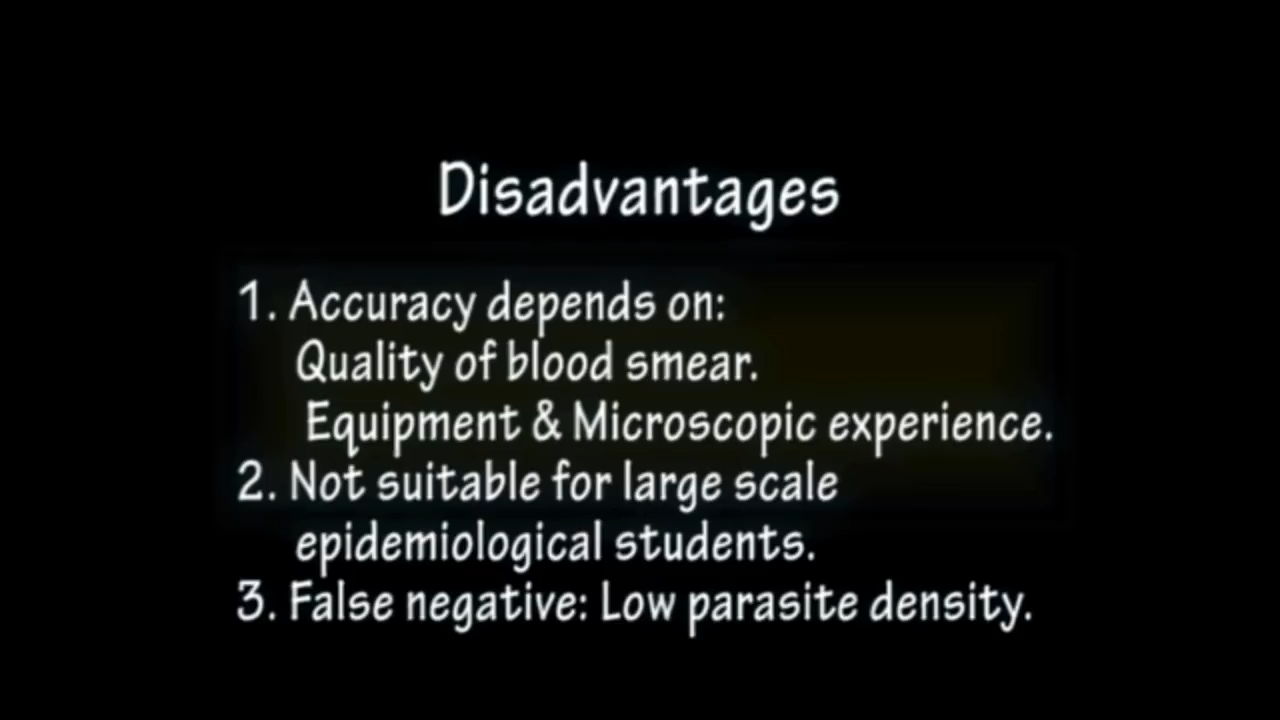 Disadvantages
1. Accuracy depends on:
Quality of blood smear.
Equipment & Microscopic experience.
2. Not suitable for large scale
epidemiological students.
3. False negative: Low parasite density.